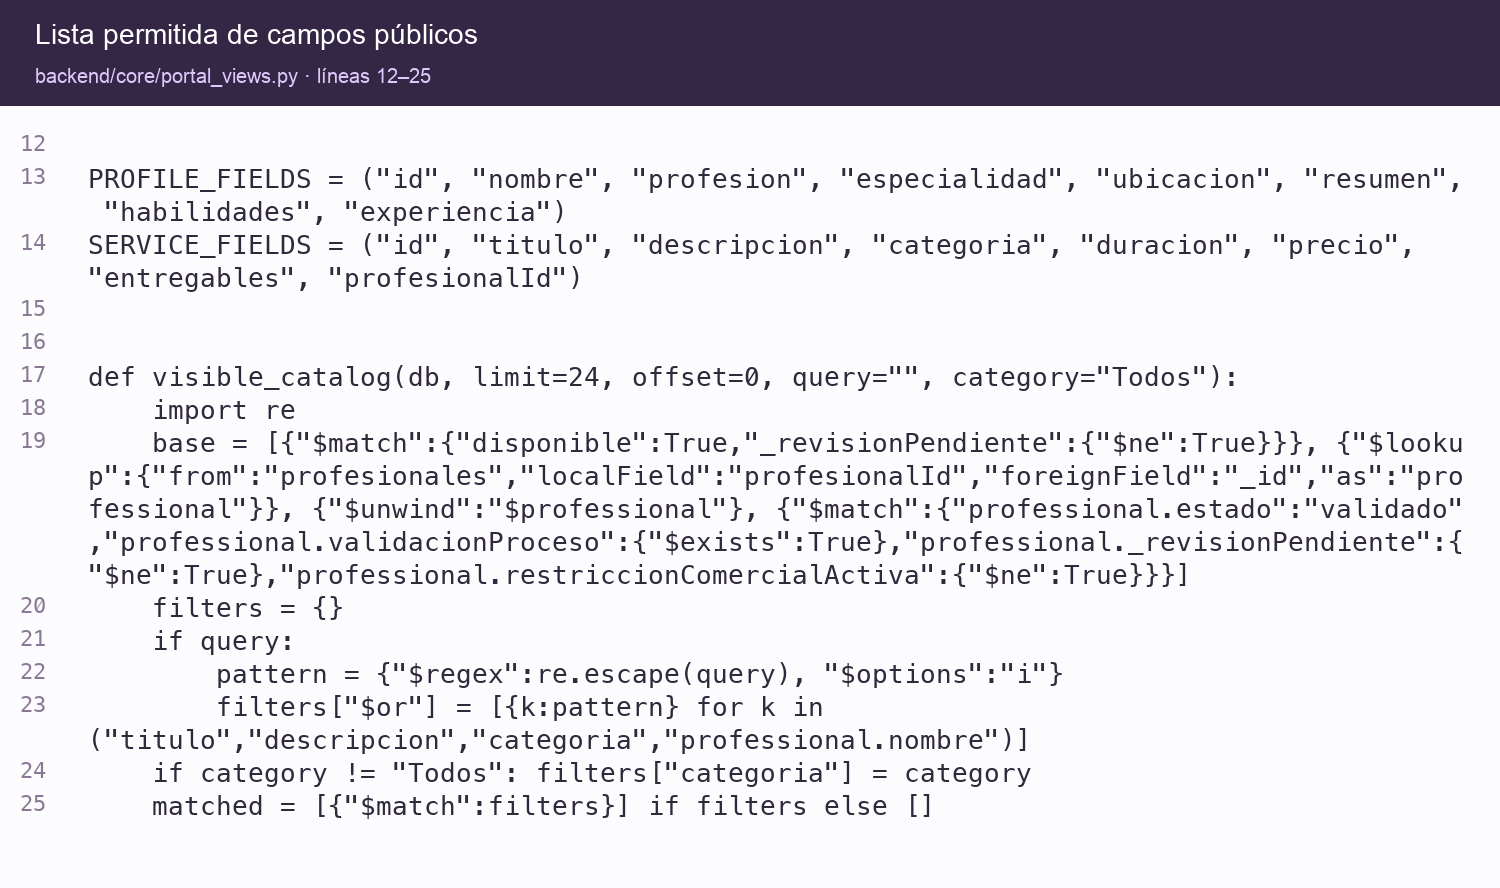 Lista permitida de campos públicos
backend/core/portal_views.py · líneas 12–25
12
13 PROFILE_FIELDS = ("id", "nombre", "profesion", "especialidad", "ubicacion", "resumen",
"habilidades", "experiencia")
14 SERVICE_FIELDS = ("id", "titulo", "descripcion", "categoria", "duracion", "precio",
"entregables", "profesionalId")
15
16
17 def visible_catalog(db, limit=24, offset=0, query="", category="Todos"):
18     import re
19     base = [{"$match":{"disponible":True,"_revisionPendiente":{"$ne":True}}}, {"$looku
p":{"from":"profesionales","localField":"profesionalId","foreignField":"_id","as":"pro
fessional"}}, {"$unwind":"$professional"}, {"$match":{"professional.estado":"validado"
,"professional.validacionProceso":{"$exists":True},"professional._revisionPendiente":{
"$ne":True},"professional.restriccionComercialActiva":{"$ne":True}}}]
20     filters = {}
21     if query:
22         pattern = {"$regex":re.escape(query), "$options":"i"}
23         filters["$or"] = [{k:pattern} for k in
("titulo","descripcion","categoria","professional.nombre")]
24     if category != "Todos": filters["categoria"] = category
25     matched = [{"$match":filters}] if filters else []